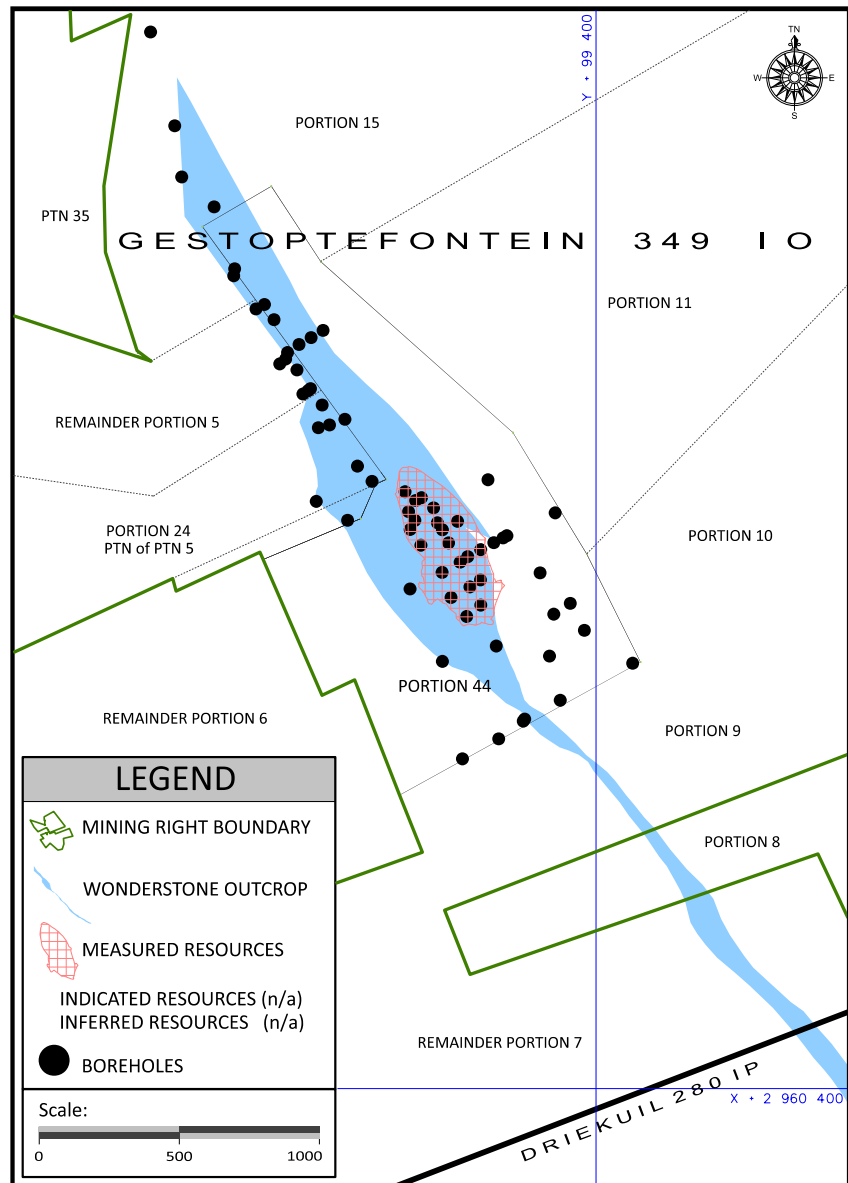 Y + 99 400
TN
W
E
S
PORTION 15
PTN 35
GESTOPTEFONTEIN 349 IO
PORTION 11
REMAINDER PORTION 5
PORTION 24
PTN of PTN 5
PORTION 10
PORTION 44
REMAINDER PORTION 6
PORTION 9
PORTION 8
REMAINDER PORTION 7
X + 2 960 400
DRIEKUIL 280 IP
LEGEND
MINING RIGHT BOUNDARY
WONDERSTONE OUTCROP
MEASURED RESOURCES
INDICATED RESOURCES (n/a)
INFERRED RESOURCES (n/a)
BOREHOLES
Scale:
0 500 1000